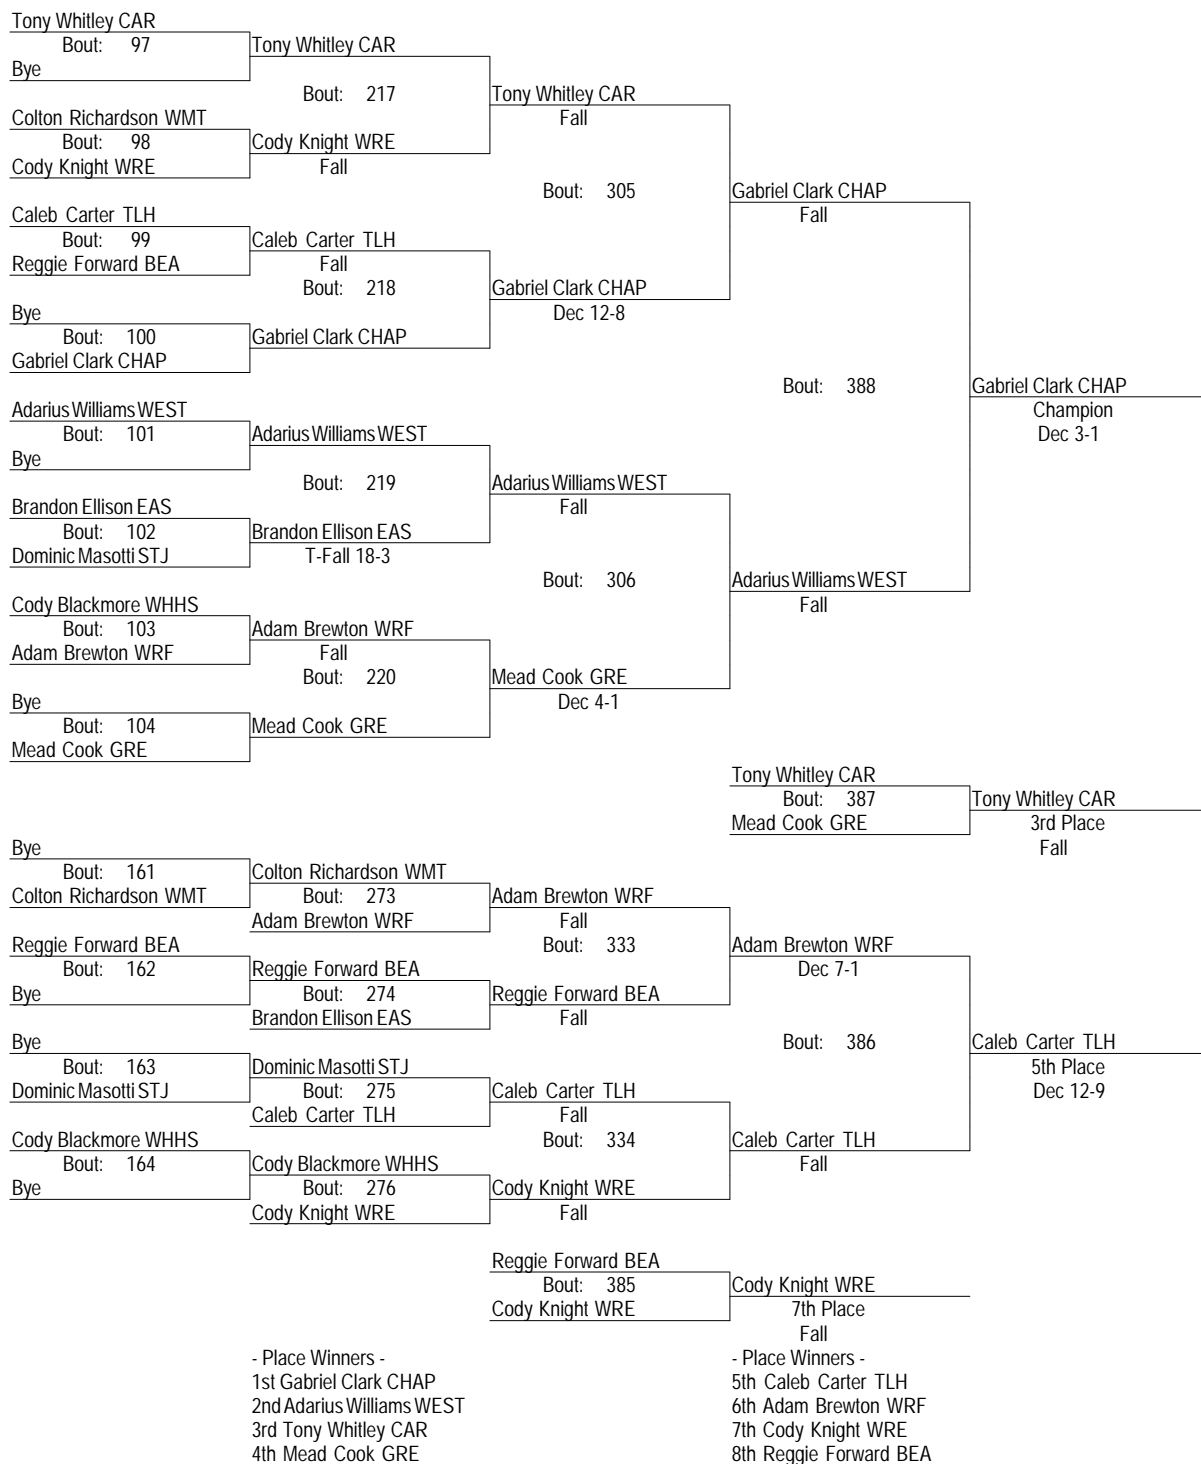 Tony Whitley CAR
Bout: 97
Tony Whitley CAR
Bye
Bout: 217
Tony Whitley CAR
Colton Richardson WMT
Fall
Bout: 98
Cody Knight WRE
Cody Knight WRE
Fall
Bout: 305
Gabriel Clark CHAP
Caleb Carter TLH
Fall
Bout: 99
Caleb Carter TLH
Reggie Forward BEA
Fall
Bout: 218
Gabriel Clark CHAP
Bye
Dec 12-8
Bout: 100
Gabriel Clark CHAP
Gabriel Clark CHAP
Bout: 388
Gabriel Clark CHAP
Adarius Williams WEST
Champion
Bout: 101
Adarius Williams WEST
Dec 3-1
Bye
Bout: 219
Adarius Williams WEST
Brandon Ellison EAS
Fall
Bout: 102
Brandon Ellison EAS
Dominic Masotti STJ
T-Fall 18-3
Bout: 306
Adarius Williams WEST
Cody Blackmore WHHS
Fall
Bout: 103
Adam Brewton WRF
Adam Brewton WRF
Fall
Bout: 220
Mead Cook GRE
Bye
Dec 4-1
Bout: 104
Mead Cook GRE
Mead Cook GRE
Tony Whitley CAR
Bout: 387
Tony Whitley CAR
Mead Cook GRE
3rd Place
Fall
Bye
Bout: 161
Colton Richardson WMT
Colton Richardson WMT
Bout: 273
Adam Brewton WRF
Adam Brewton WRF
Fall
Reggie Forward BEA
Bout: 333
Adam Brewton WRF
Bout: 162
Reggie Forward BEA
Dec 7-1
Bye
Bout: 274
Reggie Forward BEA
Brandon Ellison EAS
Fall
Bye
Bout: 386
Caleb Carter TLH
Bout: 163
Dominic Masotti STJ
5th Place
Dominic Masotti STJ
Bout: 275
Caleb Carter TLH
Dec 12-9
Caleb Carter TLH
Fall
Cody Blackmore WHHS
Bout: 334
Caleb Carter TLH
Bout: 164
Cody Blackmore WHHS
Fall
Bye
Bout: 276
Cody Knight WRE
Cody Knight WRE
Fall
Reggie Forward BEA
Bout: 385
Cody Knight WRE
Cody Knight WRE
7th Place
Fall
- Place Winners -
1st Gabriel Clark CHAP
2nd Adarius Williams WEST
3rd Tony Whitley CAR
4th Mead Cook GRE
- Place Winners -
5th Caleb Carter TLH
6th Adam Brewton WRF
7th Cody Knight WRE
8th Reggie Forward BEA